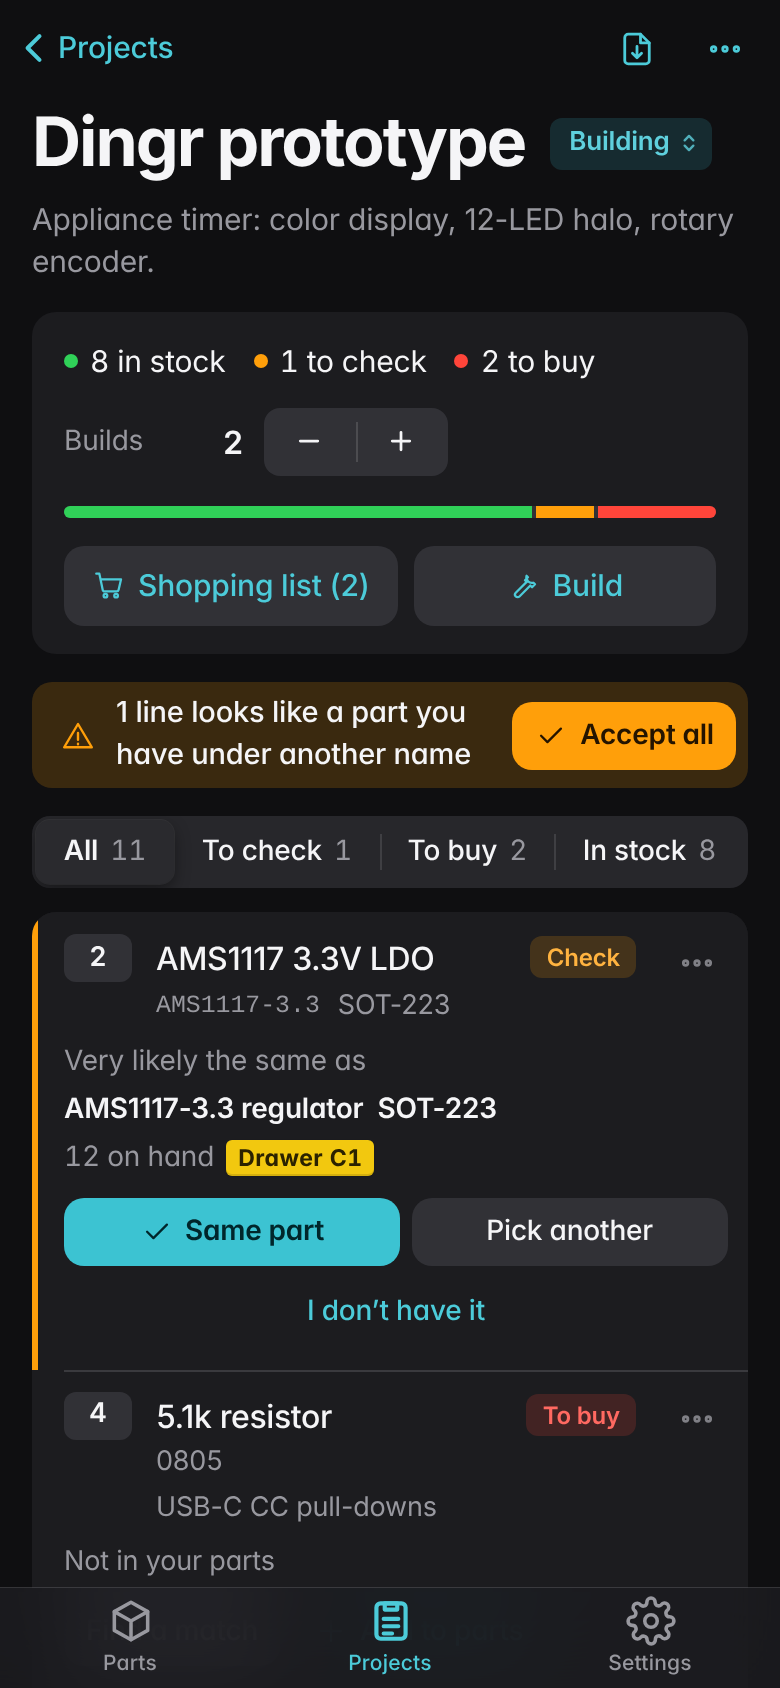 Projects
Dingr prototype
Building
Appliance timer: color display, 12-LED halo, rotary
encoder.
8 in stock 1 to check 2 to buy
Builds 2 − +
Shopping list (2) Build
1 line looks like a part you
have under another name
Accept all
All 11 To check 1 To buy 2 In stock 8
2 AMS1117 3.3V LDO Check
AMS1117-3.3 SOT-223
Very likely the same as
AMS1117-3.3 regulator SOT-223
12 on hand Drawer C1
Same part Pick another
I don’t have it
4 5.1k resistor To buy
0805
USB-C CC pull-downs
Not in your parts
Parts Projects Settings